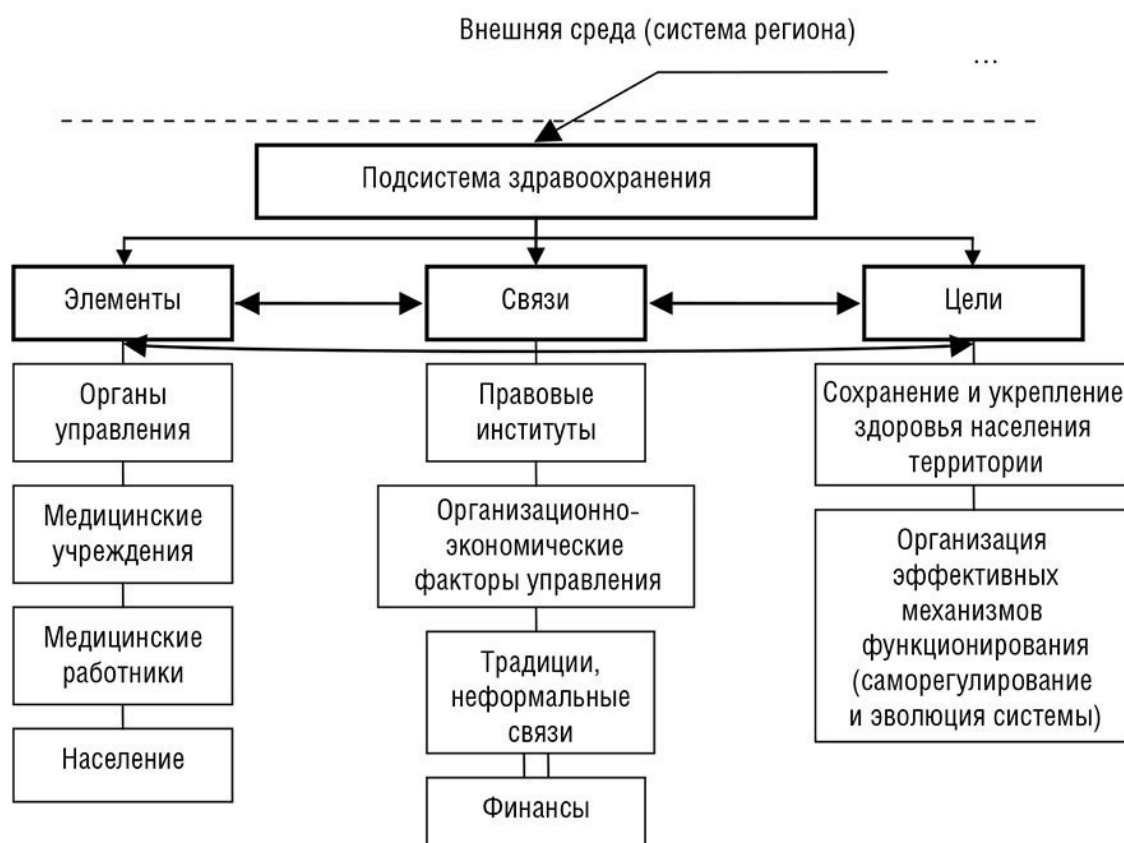 Внешняя среда (система региона)
...
Подсистема здравоохранения
Элементы
Связи
Цели
Органы
управления
Медицинские
учреждения
Медицинские
работники
Население
Правовые
институты
Организационно-
экономические
факторы управления
Традиции,
неформальные
связи
Финансы
Сохранение и укрепление
здоровья населения
территории
Организация
эффективных
механизмов
функционирования
(саморегулирование
и эволюция системы)